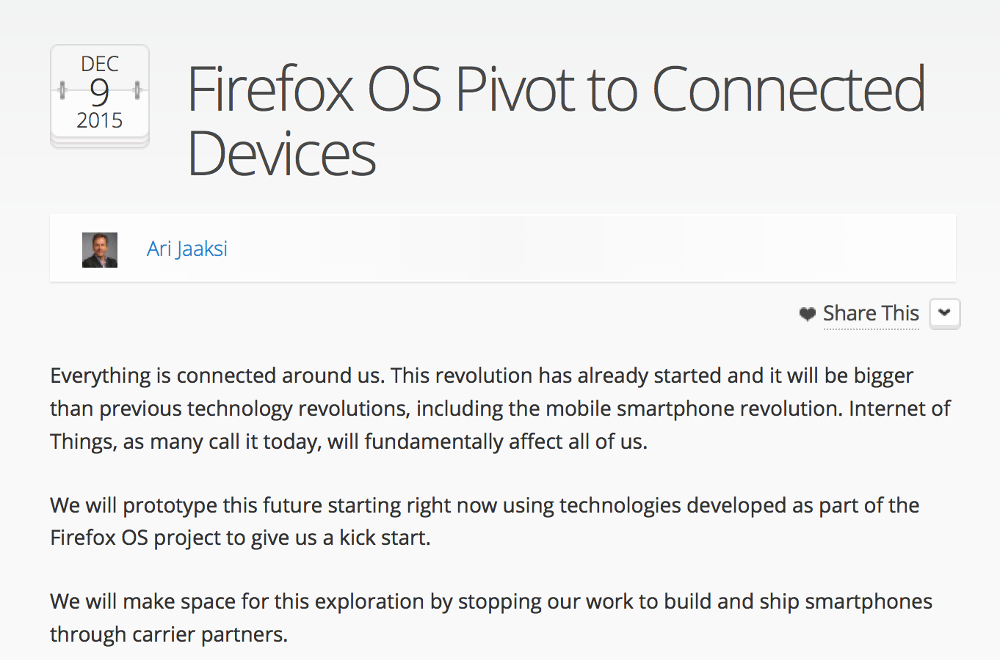 DEC
9
2015
Firefox OS Pivot to Connected
Devices
Ari Jaaksi
Share This
Everything is connected around us. This revolution has already started and it will be bigger
than previous technology revolutions, including the mobile smartphone revolution. Internet of
Things, as many call it today, will fundamentally affect all of us.
We will prototype this future starting right now using technologies developed as part of the
Firefox OS project to give us a kick start.
We will make space for this exploration by stopping our work to build and ship smartphones
through carrier partners.